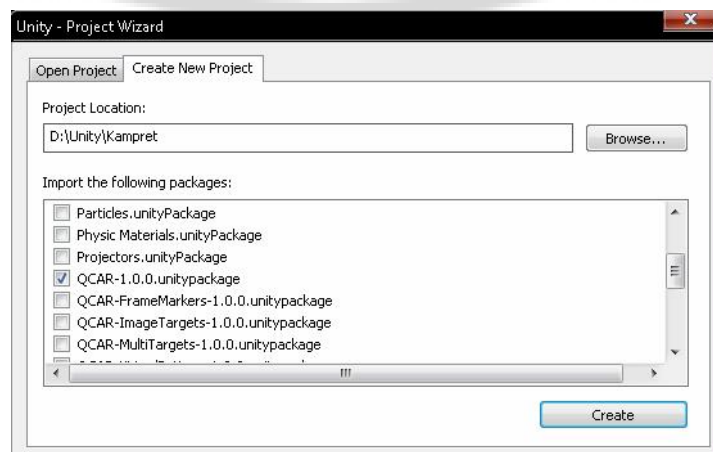 Unity - Project Wizard
Open Project Create New Project
Project Location:
D:\Unity\Kampret
Browse...
Import the following packages:
Particles.unityPackage
Physic Materials.unityPackage
Projectors.unityPackage
QCAR-1.0.0.unitypackage
QCAR-FrameMarkers-1.0.0.unitypackage
QCAR-ImageTargets-1.0.0.unitypackage
QCAR-MultiTargets-1.0.0.unitypackage
Create